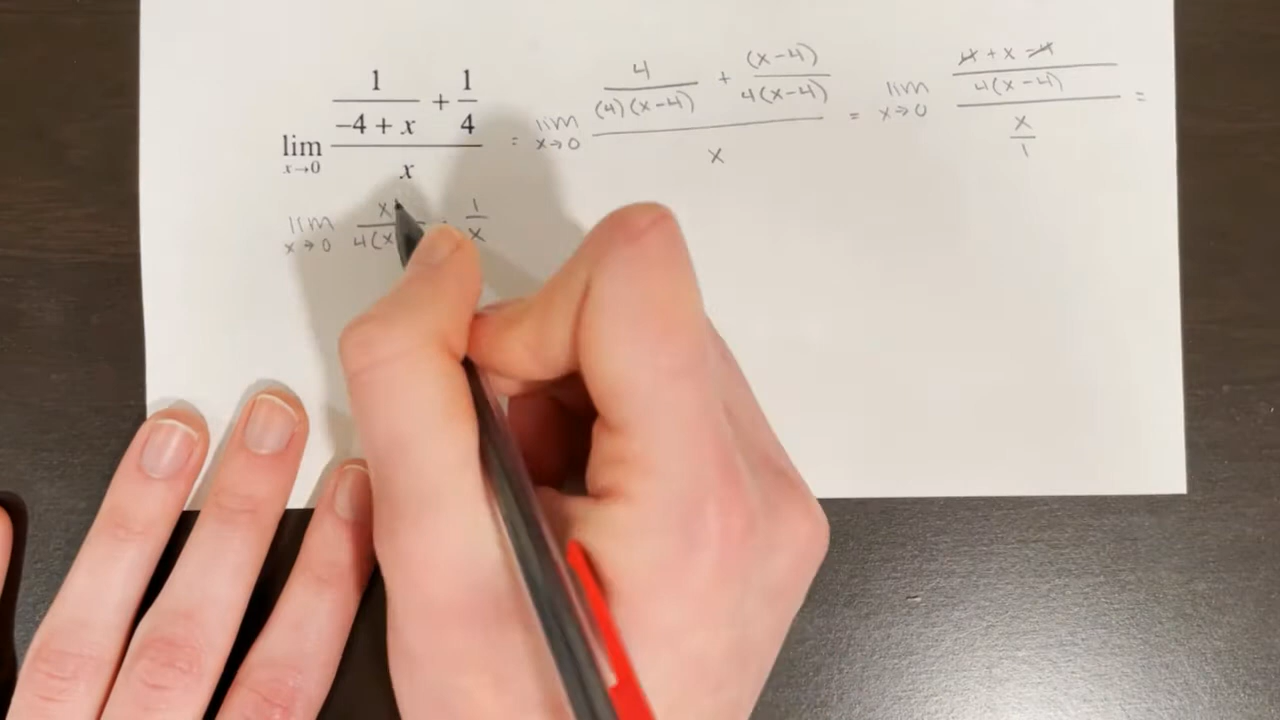 lim x→0 (1/(-4 + x) + 1/4)/x = lim x→0 (4/((4)(x-4)) + (x-4)/(4(x-4)))/x = lim x→0 ((4 + x - 4)/(4(x-4)))/(x/1) =
lim x→0 x/4(x · 1/x